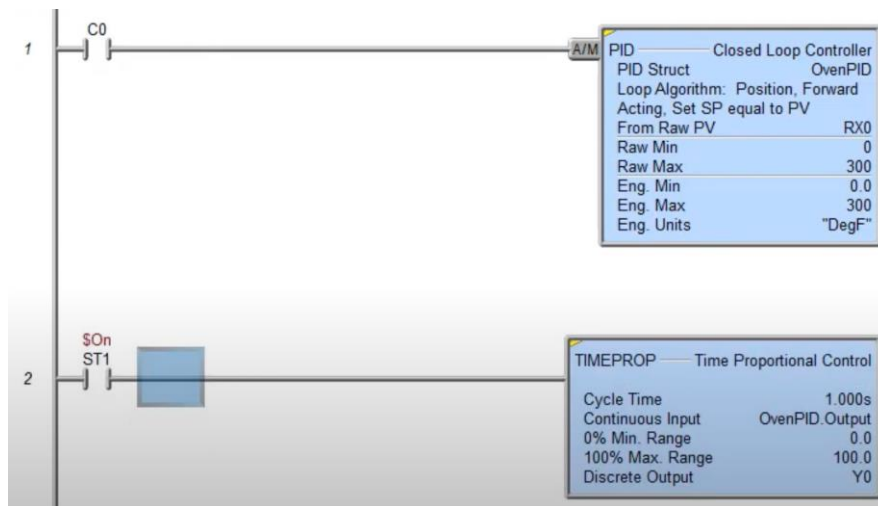 C0
1
A/M
PID Closed Loop Controller
PID Struct OvenPID
Loop Algorithm: Position, Forward
Acting, Set SP equal to PV
From Raw PV RX0
Raw Min 0
Raw Max 300
Eng. Min 0.0
Eng. Max 300
Eng. Units "DegF"
$On
ST1
2
TIMEPROP Time Proportional Control
Cycle Time 1.000s
Continuous Input OvenPID.Output
0% Min. Range 0.0
100% Max. Range 100.0
Discrete Output Y0